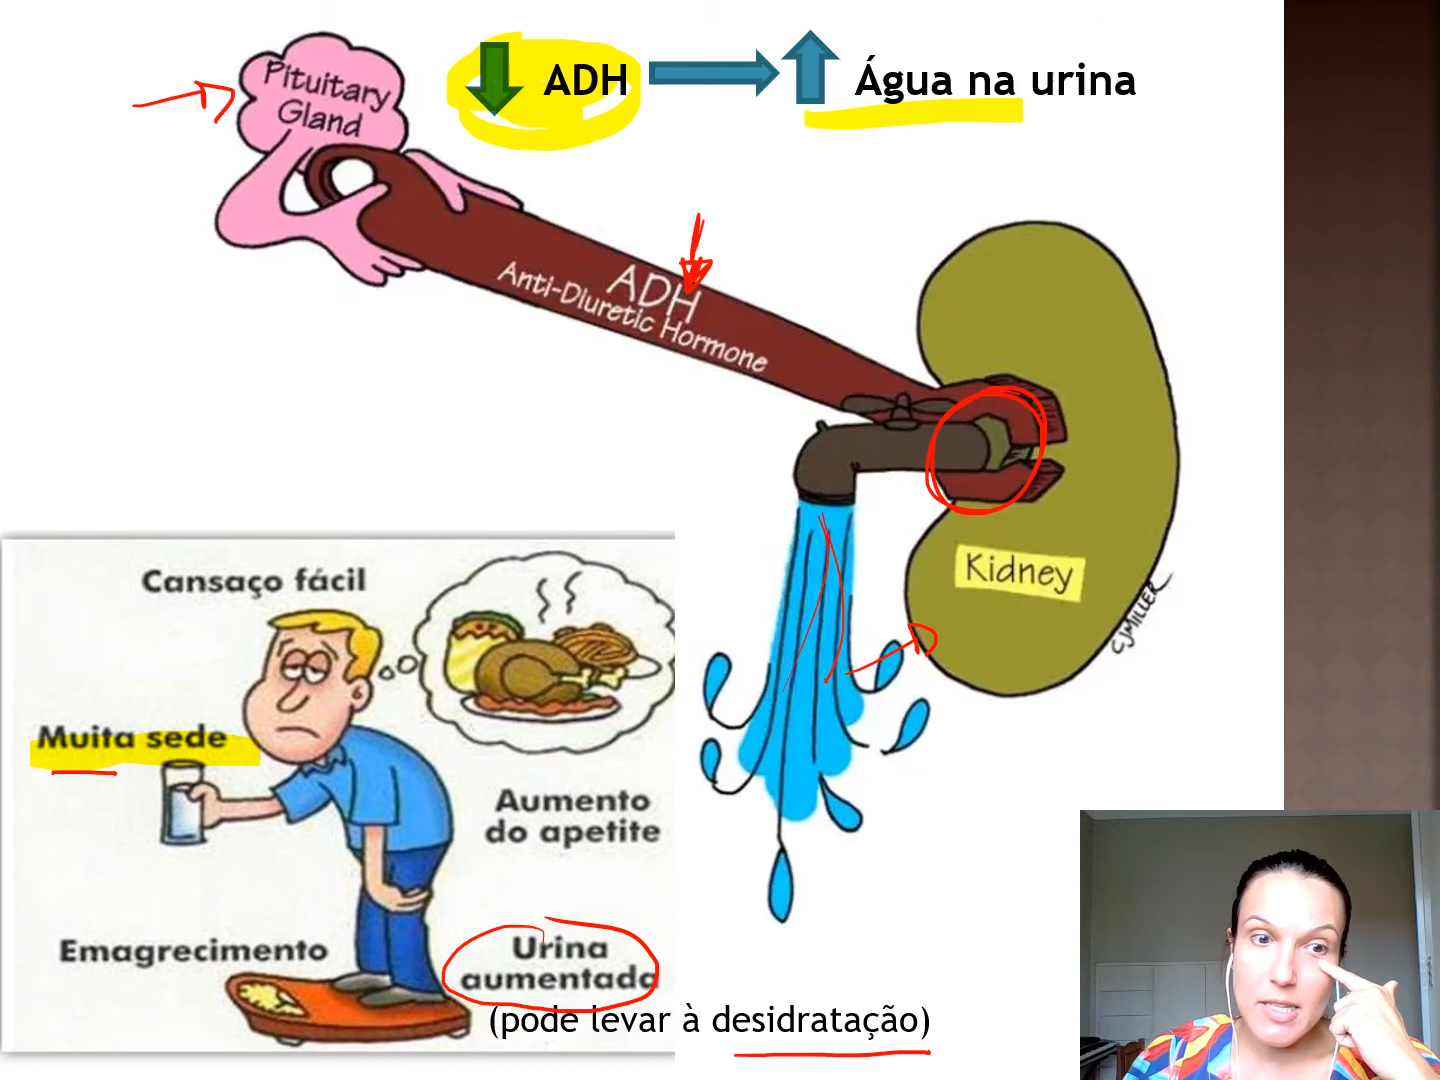 Pituitary
Gland
ADH
Água na urina
ADH
Anti-Diuretic Hormone
Kidney
CJMILLER
Cansaço fácil
Muita sede
Aumento
do apetite
Emagrecimento
Urina
aumentada
(pode levar à desidratação)